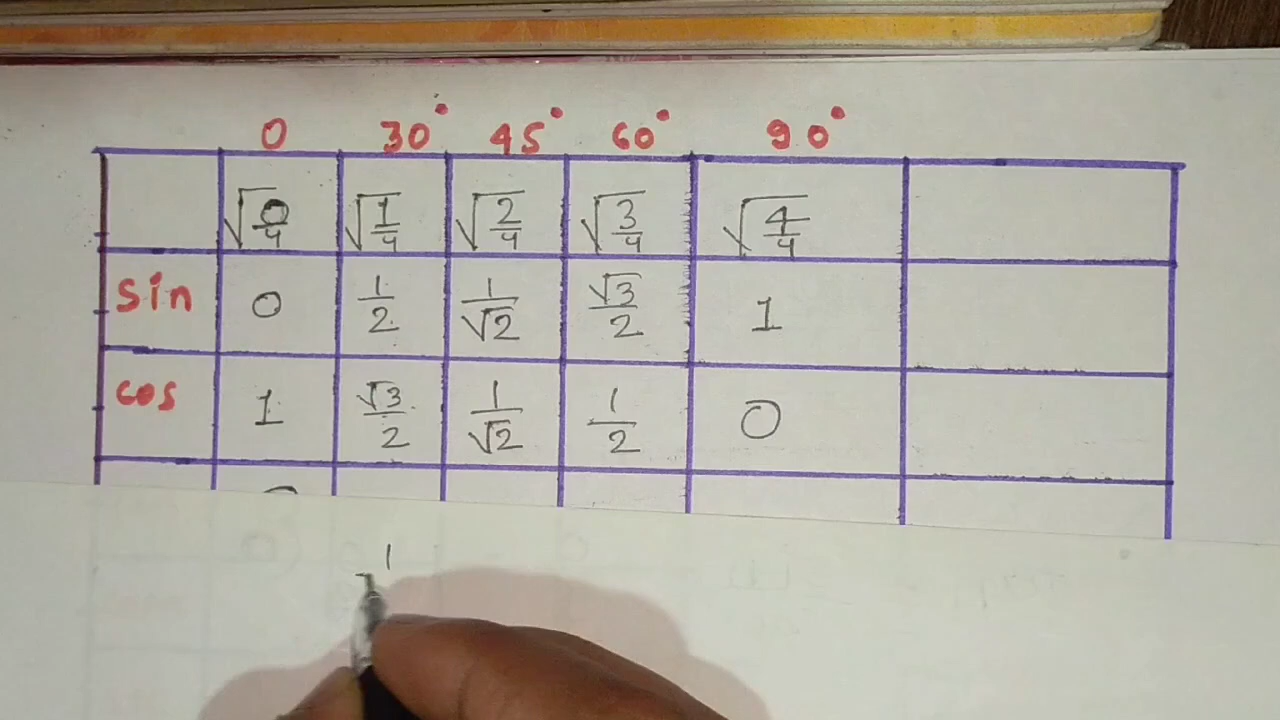 0 30° 45° 60° 90°
√0/4 √1/4 √2/4 √3/4 √4/4
sin 0 1/2 1/√2 √3/2 1
cos 1 √3/2 1/√2 1/2 0
1